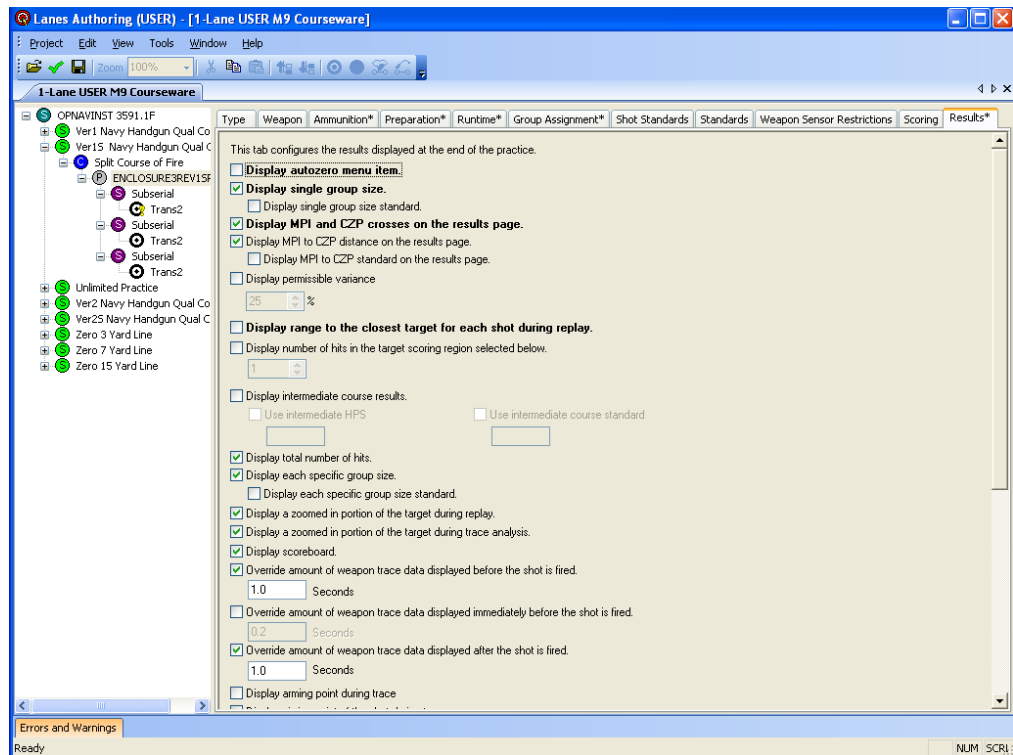 Lanes Authoring (USER) - [1-Lane USER M9 Courseware]
Project Edit View Tools Window Help
Zoom 100%
1-Lane USER M9 Courseware
OPNAVINST 3591.1F
Ver1 Navy Handgun Qual Co
Ver1S Navy Handgun Qual C
Split Course of Fire
ENCLOSURE3REV1SF
Subserial
Trans2
Subserial
Trans2
Subserial
Trans2
Unlimited Practice
Ver2 Navy Handgun Qual Co
Ver2S Navy Handgun Qual C
Zero 3 Yard Line
Zero 7 Yard Line
Zero 15 Yard Line
Type Weapon Ammunition* Preparation* Runtime* Group Assignment* Shot Standards Standards Weapon Sensor Restrictions Scoring Results*
This tab configures the results displayed at the end of the practice.
Display autozero menu item.
Display single group size.
Display single group size standard.
Display MPI and CZP crosses on the results page.
Display MPI to CZP distance on the results page.
Display MPI to CZP standard on the results page.
Display permissible variance
25 %
Display range to the closest target for each shot during replay.
Display number of hits in the target scoring region selected below.
1
Display intermediate course results.
Use intermediate HPS Use intermediate course standard
Display total number of hits.
Display each specific group size.
Display each specific group size standard.
Display a zoomed in portion of the target during replay.
Display a zoomed in portion of the target during trace analysis.
Display scoreboard.
Override amount of weapon trace data displayed before the shot is fired.
1.0 Seconds
Override amount of weapon trace data displayed immediately before the shot is fired.
0.2 Seconds
Override amount of weapon trace data displayed after the shot is fired.
1.0 Seconds
Display arming point during trace
Errors and Warnings
Ready NUM SCRL